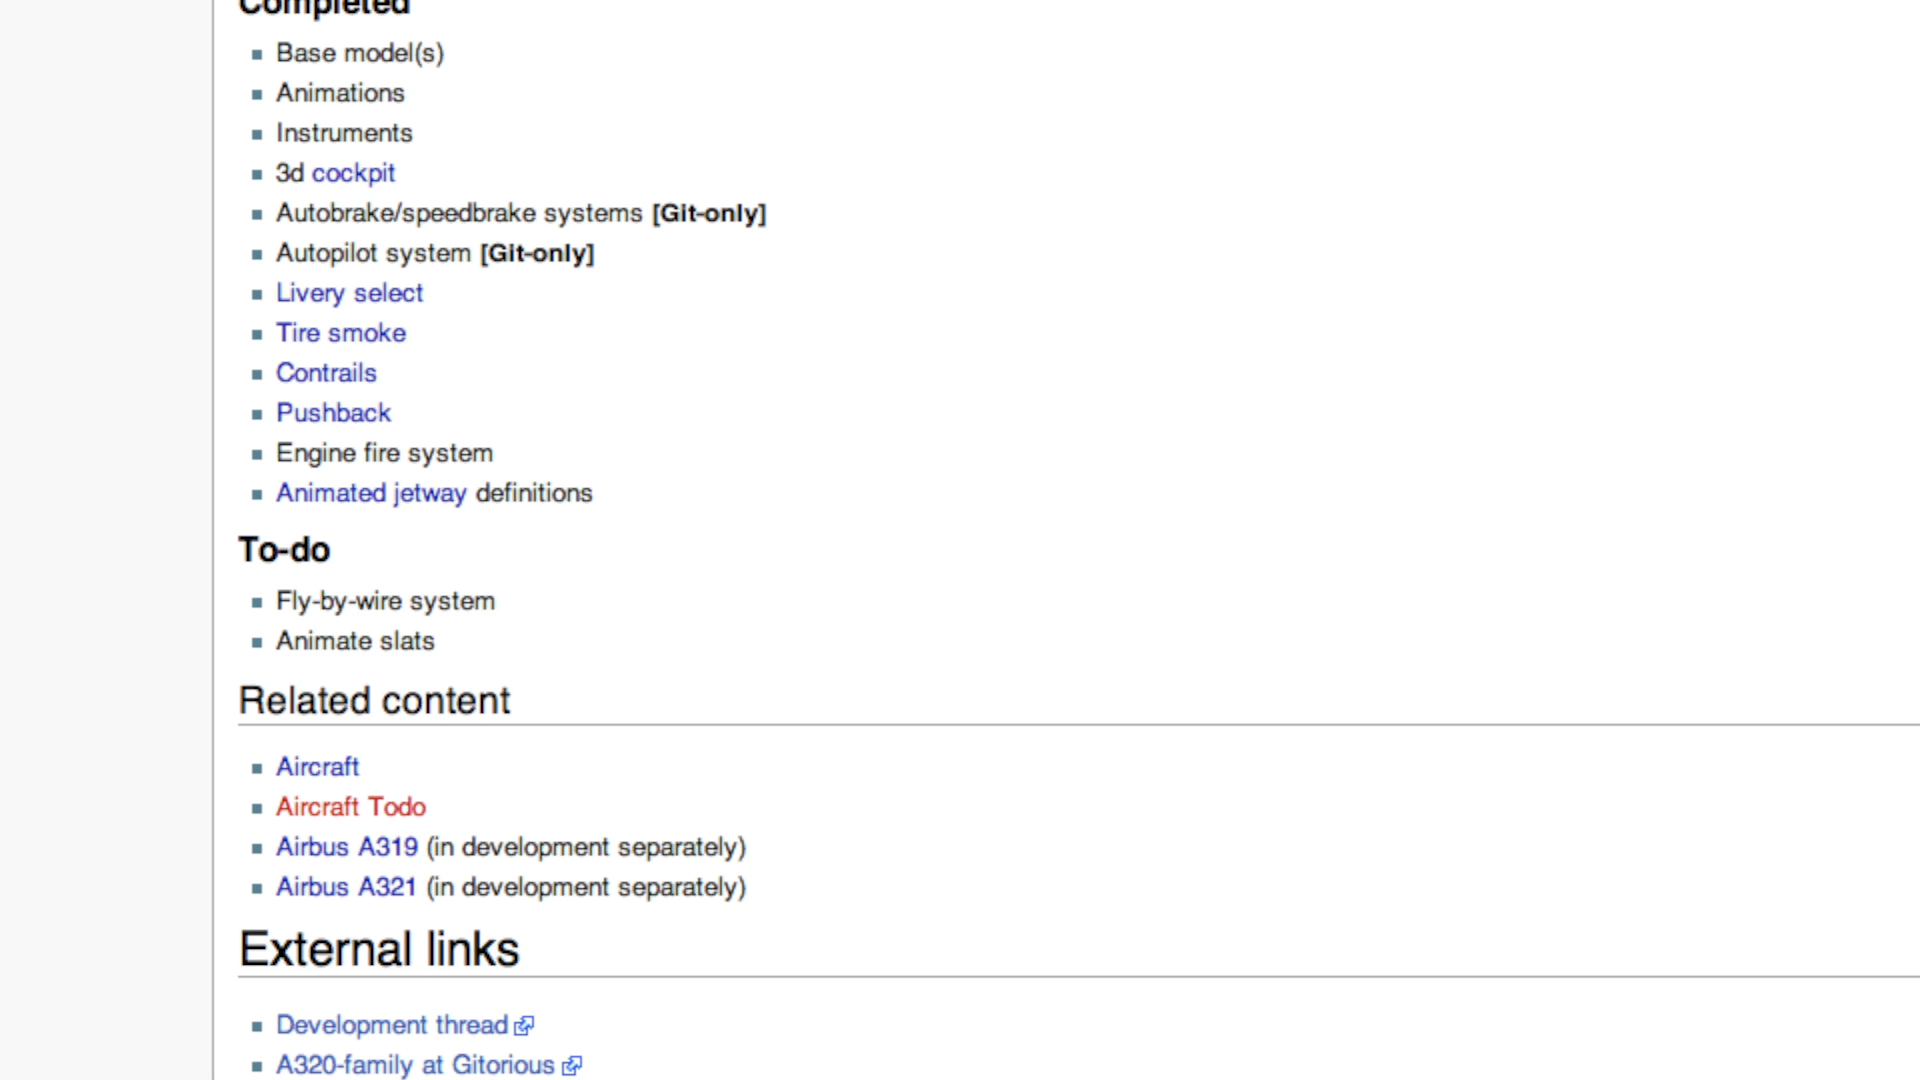 Completed
Base model(s)
Animations
Instruments
3d cockpit
Autobrake/speedbrake systems [Git-only]
Autopilot system [Git-only]
Livery select
Tire smoke
Contrails
Pushback
Engine fire system
Animated jetway definitions
To-do
Fly-by-wire system
Animate slats
Related content
Aircraft
Aircraft Todo
Airbus A319 (in development separately)
Airbus A321 (in development separately)
External links
Development thread
A320-family at Gitorious